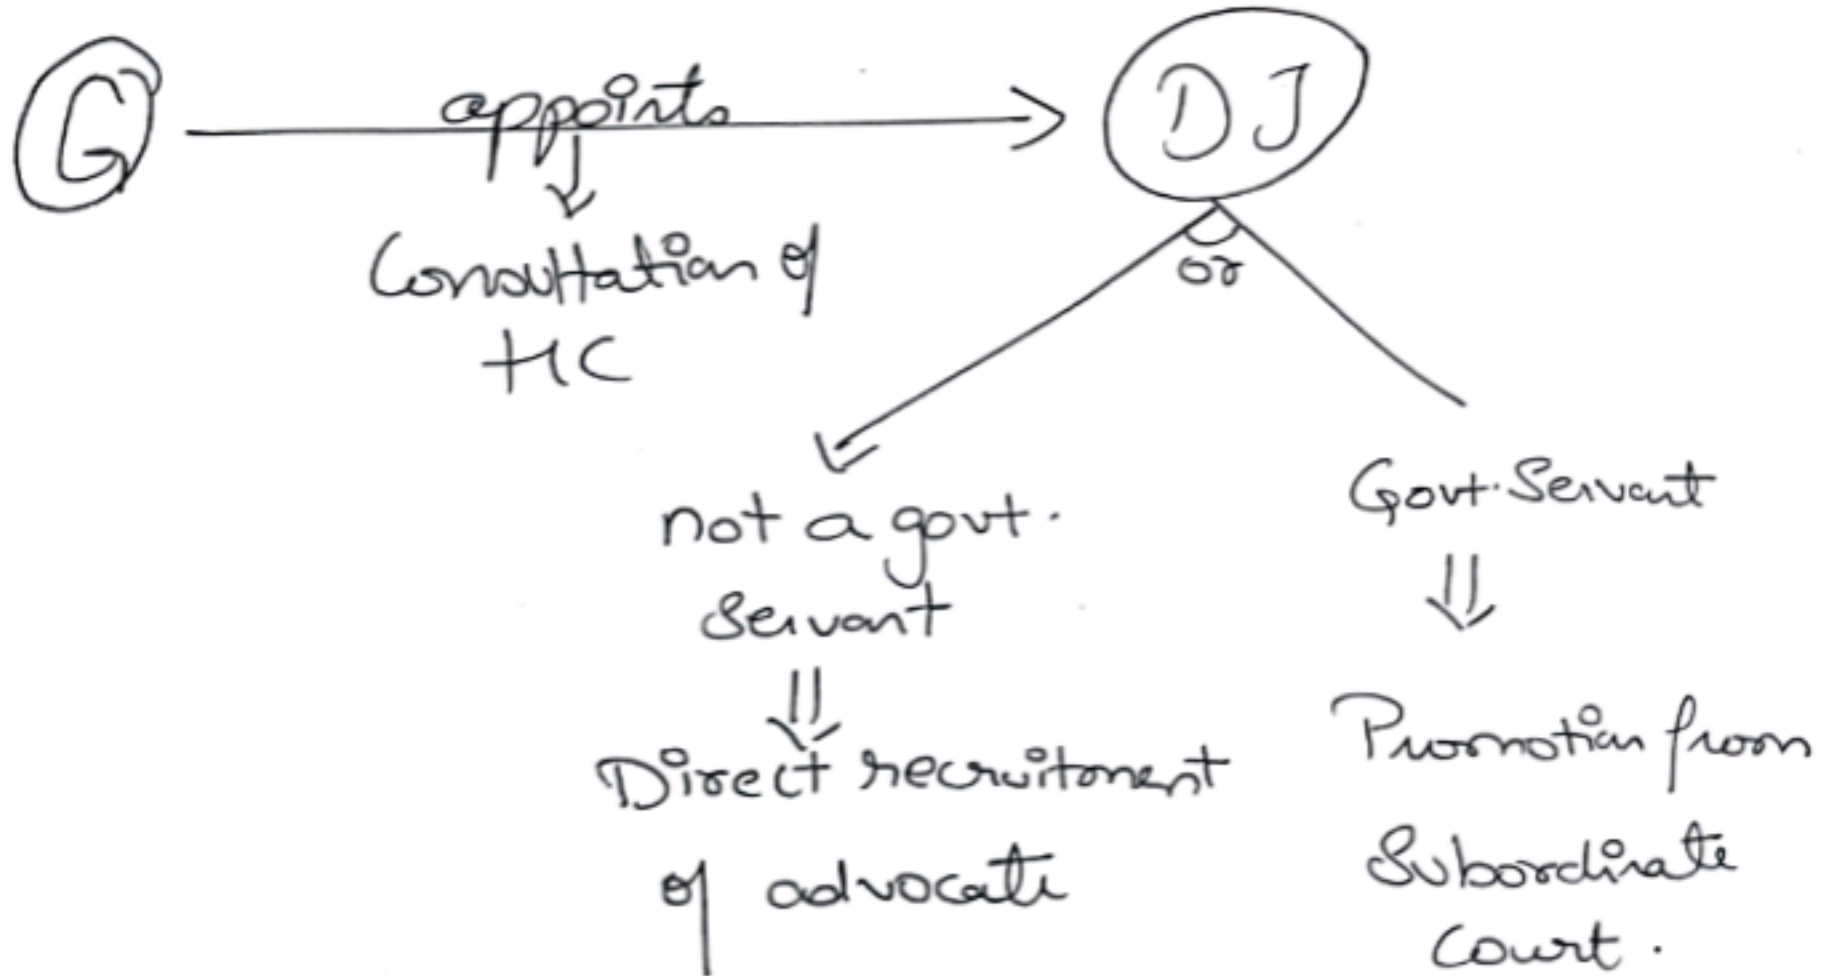 G
appoints
DJ
Consultation of
HC
or
not a govt.
servant
Govt. Servant
Direct recruitment
of advocate
Promotion from
Subordinate
Court.